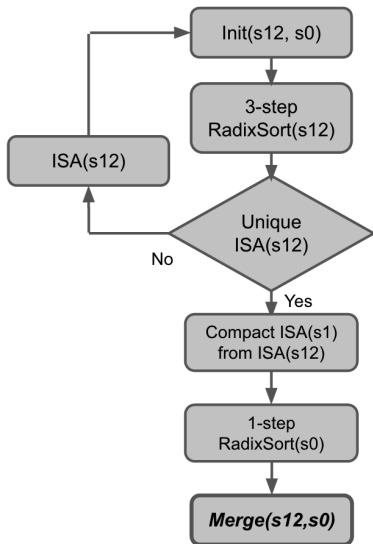 Init(s12, s0)
3-step
RadixSort(s12)
ISA(s12)
Unique
ISA(s12)
No
Yes
Compact ISA(s1)
from ISA(s12)
1-step
RadixSort(s0)
Merge(s12,s0)